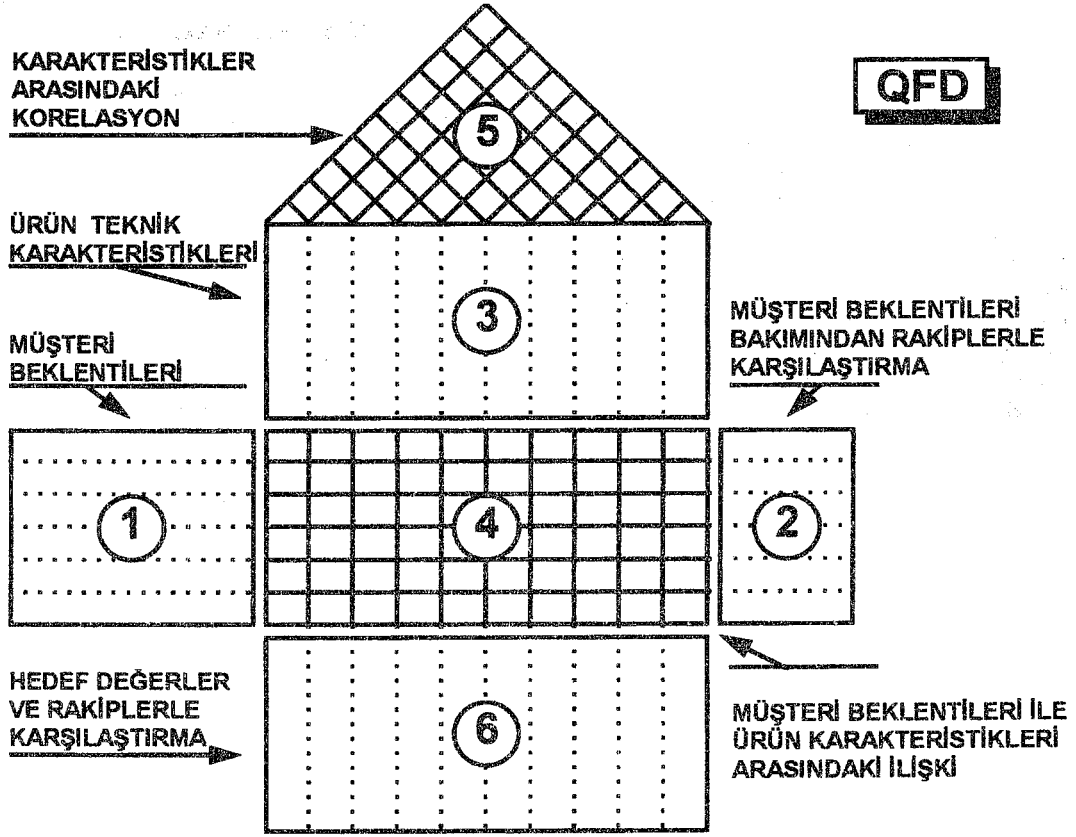 KARAKTERİSTİKLER
ARASINDAKİ
KORELASYON
QFD
5
ÜRÜN TEKNİK
KARAKTERİSTİKLERİ
3
MÜŞTERİ BEKLENTİLERİ
BAKIMINDAN RAKİPLERLE
KARŞILAŞTIRMA
MÜŞTERİ
BEKLENTİLERİ
1
4
2
HEDEF DEĞERLER
VE RAKİPLERLE
KARŞILAŞTIRMA
6
MÜŞTERİ BEKLENTİLERİ İLE
ÜRÜN KARAKTERİSTİKLERİ
ARASINDAKİ İLİŞKİ